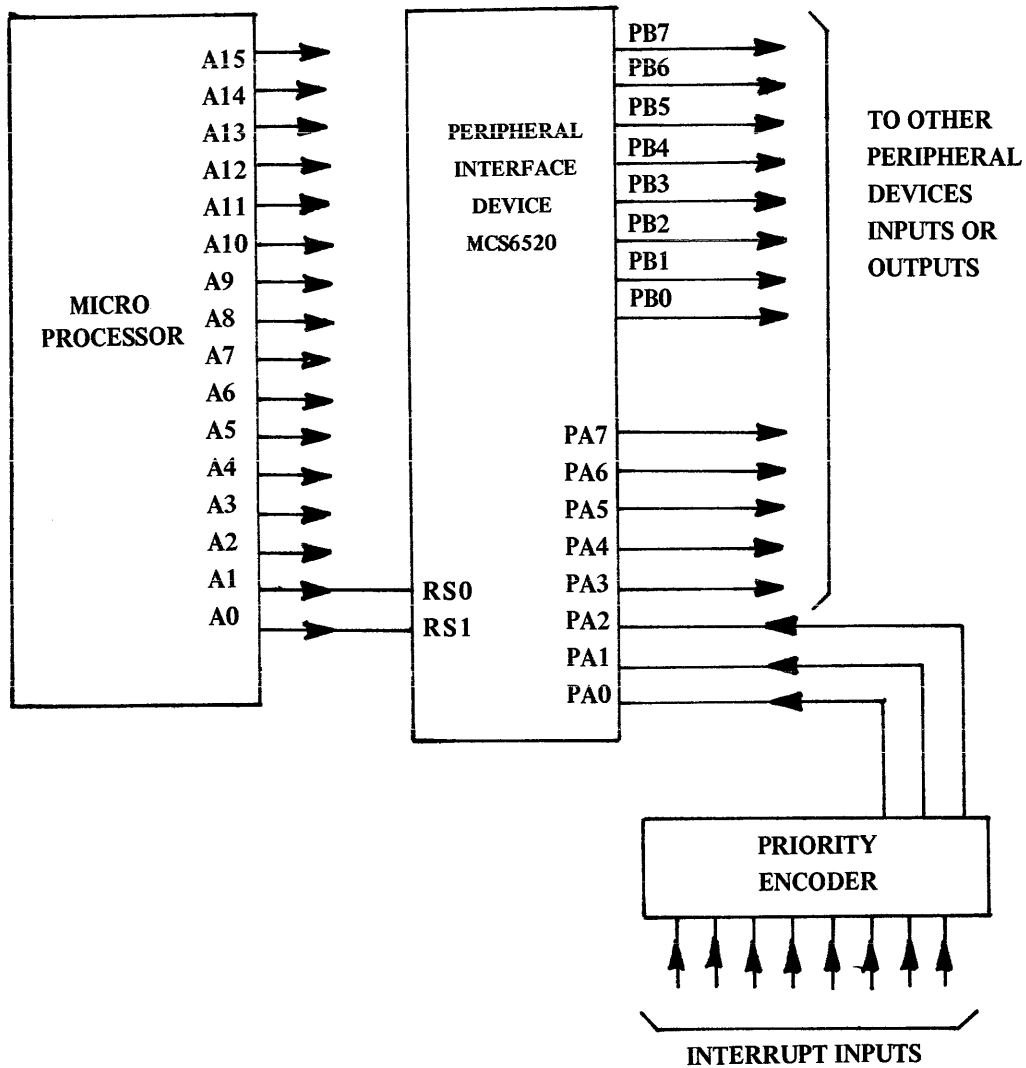 A15
A14
A13
A12
A11
A10
A9
A8
A7
A6
A5
A4
A3
A2
A1
A0
MICRO
PROCESSOR
PERIPHERAL
INTERFACE
DEVICE
MCS6520
RS0
RS1
PB7
PB6
PB5
PB4
PB3
PB2
PB1
PB0
PA7
PA6
PA5
PA4
PA3
PA2
PA1
PA0
TO OTHER
PERIPHERAL
DEVICES
INPUTS OR
OUTPUTS
PRIORITY
ENCODER
INTERRUPT INPUTS